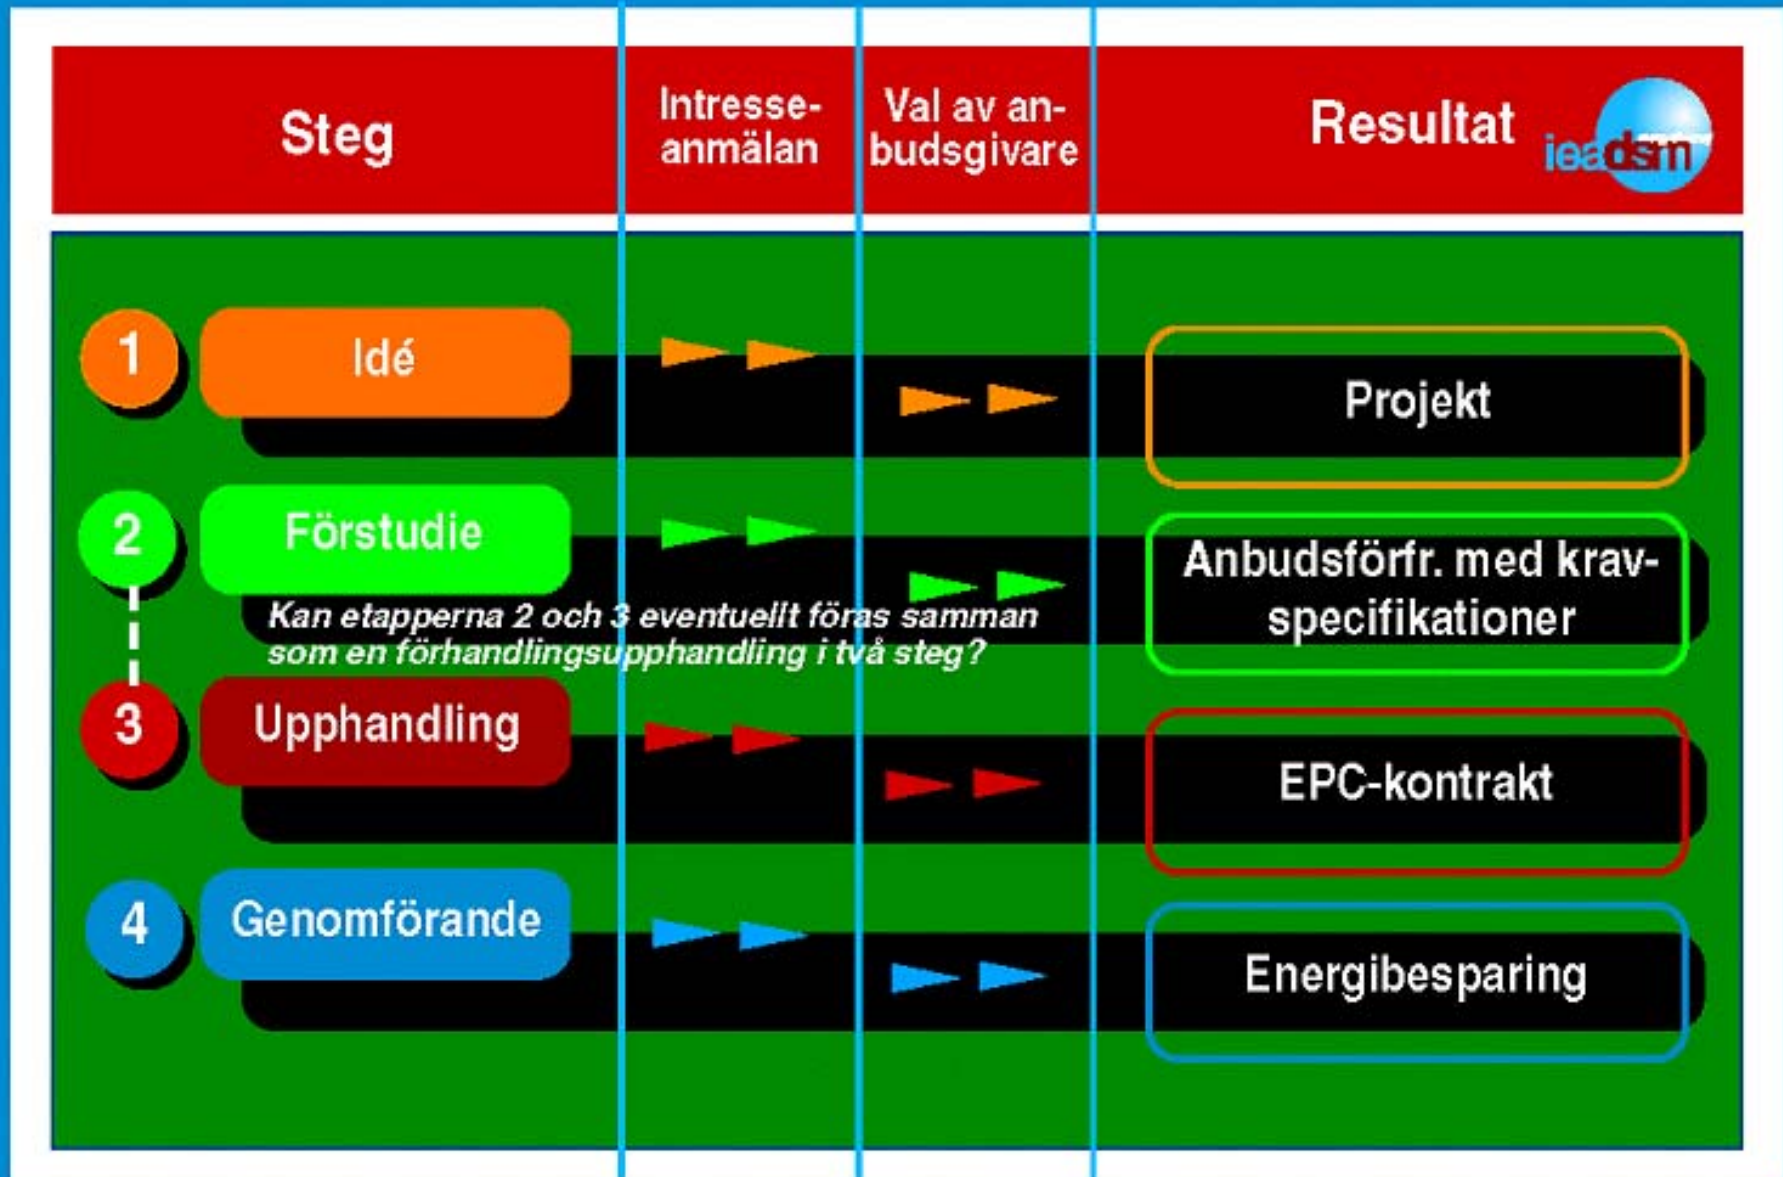 Steg
Intresse-
anmälan
Val av an-
budsgivare
Resultat
ieadsm
1
Idé
Projekt
2
Förstudie
Anbudsförfr. med krav-
specifikationer
Kan etapperna 2 och 3 eventuellt föras samman
som en förhandlingsupphandling i två steg?
3
Upphandling
EPC-kontrakt
4
Genomförande
Energibesparing